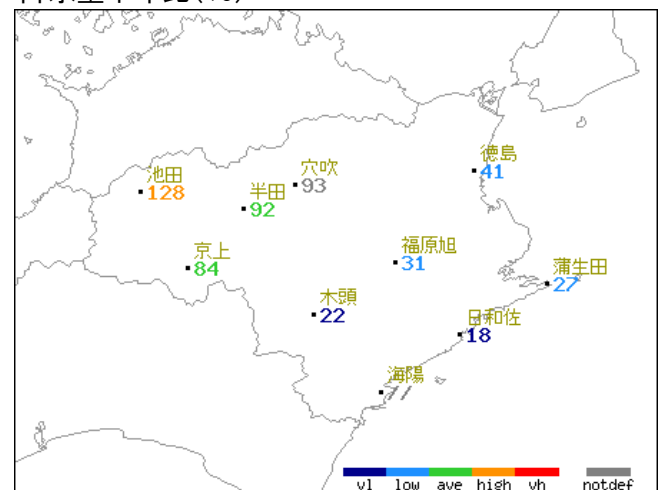 (%)
徳島
41
穴吹
93
池田
128
半田
92
京上
84
福原旭
31
蒲生田
27
木頭
22
日和佐
18
海陽
vl low ave high vh notdef